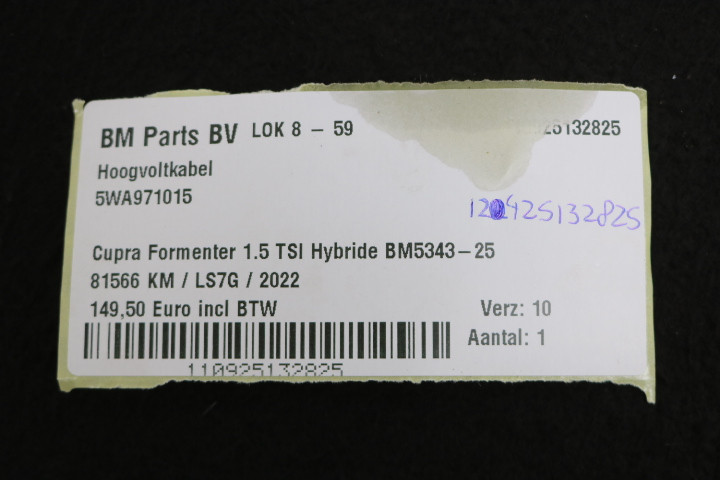 BM Parts BV LOK 8 - 59 25132825
Hoogvoltkabel
5WA971015
Cupra Formenter 1.5 TSI Hybride BM5343-25
81566 KM / LS7G / 2022
149,50 Euro incl BTW Verz: 10
Aantal: 1
110925132825